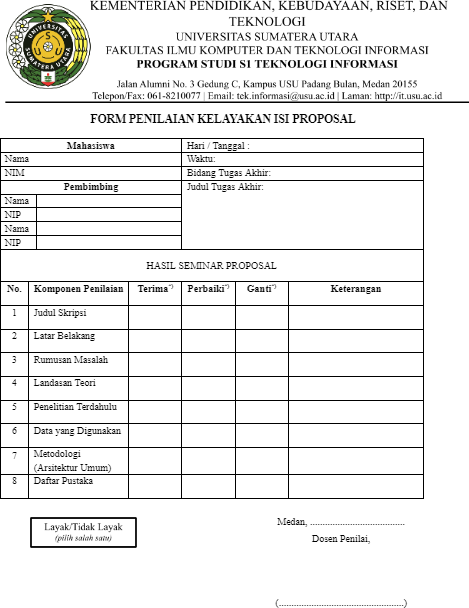 KEMENTERIAN PENDIDIKAN, KEBUDAYAAN, RISET, DAN
TEKNOLOGI
UNIVERSITAS SUMATERA UTARA
FAKULTAS ILMU KOMPUTER DAN TEKNOLOGI INFORMASI
PROGRAM STUDI S1 TEKNOLOGI INFORMASI
Jalan Alumni No. 3 Gedung C, Kampus USU Padang Bulan, Medan 20155
Telepon/Fax: 061-8210077 | Email: tek.informasi@usu.ac.id | Laman: http://it.usu.ac.id
FORM PENILAIAN KELAYAKAN ISI PROPOSAL
Mahasiswa Hari / Tanggal :
Nama Waktu:
NIM Bidang Tugas Akhir:
Pembimbing Judul Tugas Akhir:
Nama
NIP
Nama
NIP
HASIL SEMINAR PROPOSAL
No. Komponen Penilaian Terima*) Perbaiki*) Ganti*) Keterangan
1 Judul Skripsi
2 Latar Belakang
3 Rumusan Masalah
4 Landasan Teori
5 Penelitian Terdahulu
6 Data yang Digunakan
7 Metodologi
(Arsitektur Umum)
8 Daftar Pustaka
Layak/Tidak Layak
(pilih salah satu)
Medan, ......................................
Dosen Penilai,
(..................................................)